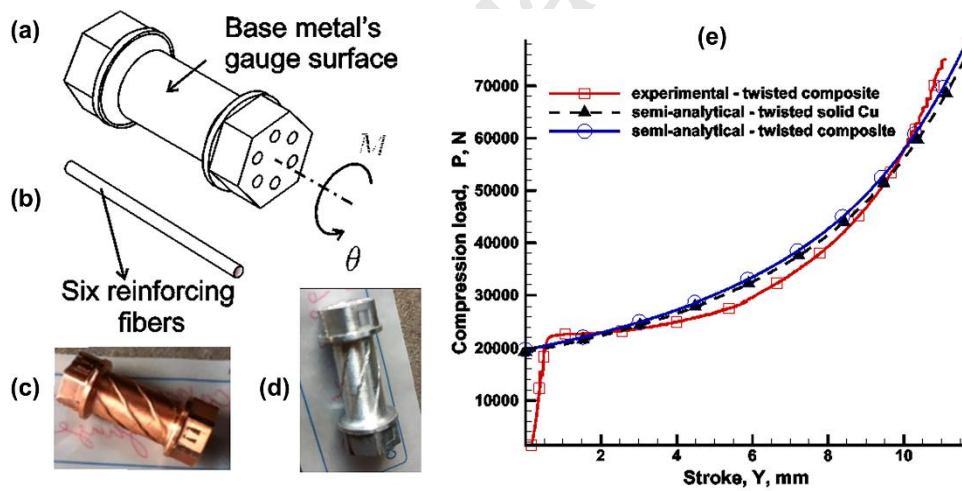 (a)
Base metal's
gauge surface
M
θ
(b)
Six reinforcing
fibers
(c)
E
(d)
(e)
experimental - twisted composite
semi-analytical - twisted solid Cu
semi-analytical - twisted composite
Compression load, P, N
70000
60000
50000
40000
30000
20000
10000
2
4
6
8
10
Stroke, Y, mm